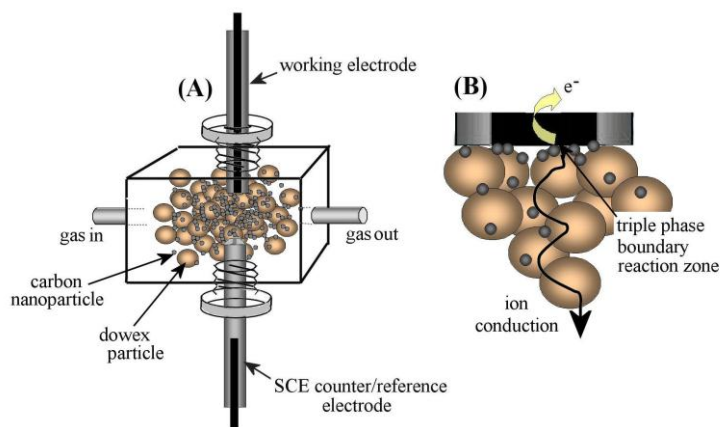 (A)
working electrode
gas in
gas out
carbon
nanoparticle
dowex
particle
SCE counter/reference
electrode
(B)
e-
triple phase
boundary
reaction zone
ion
conduction